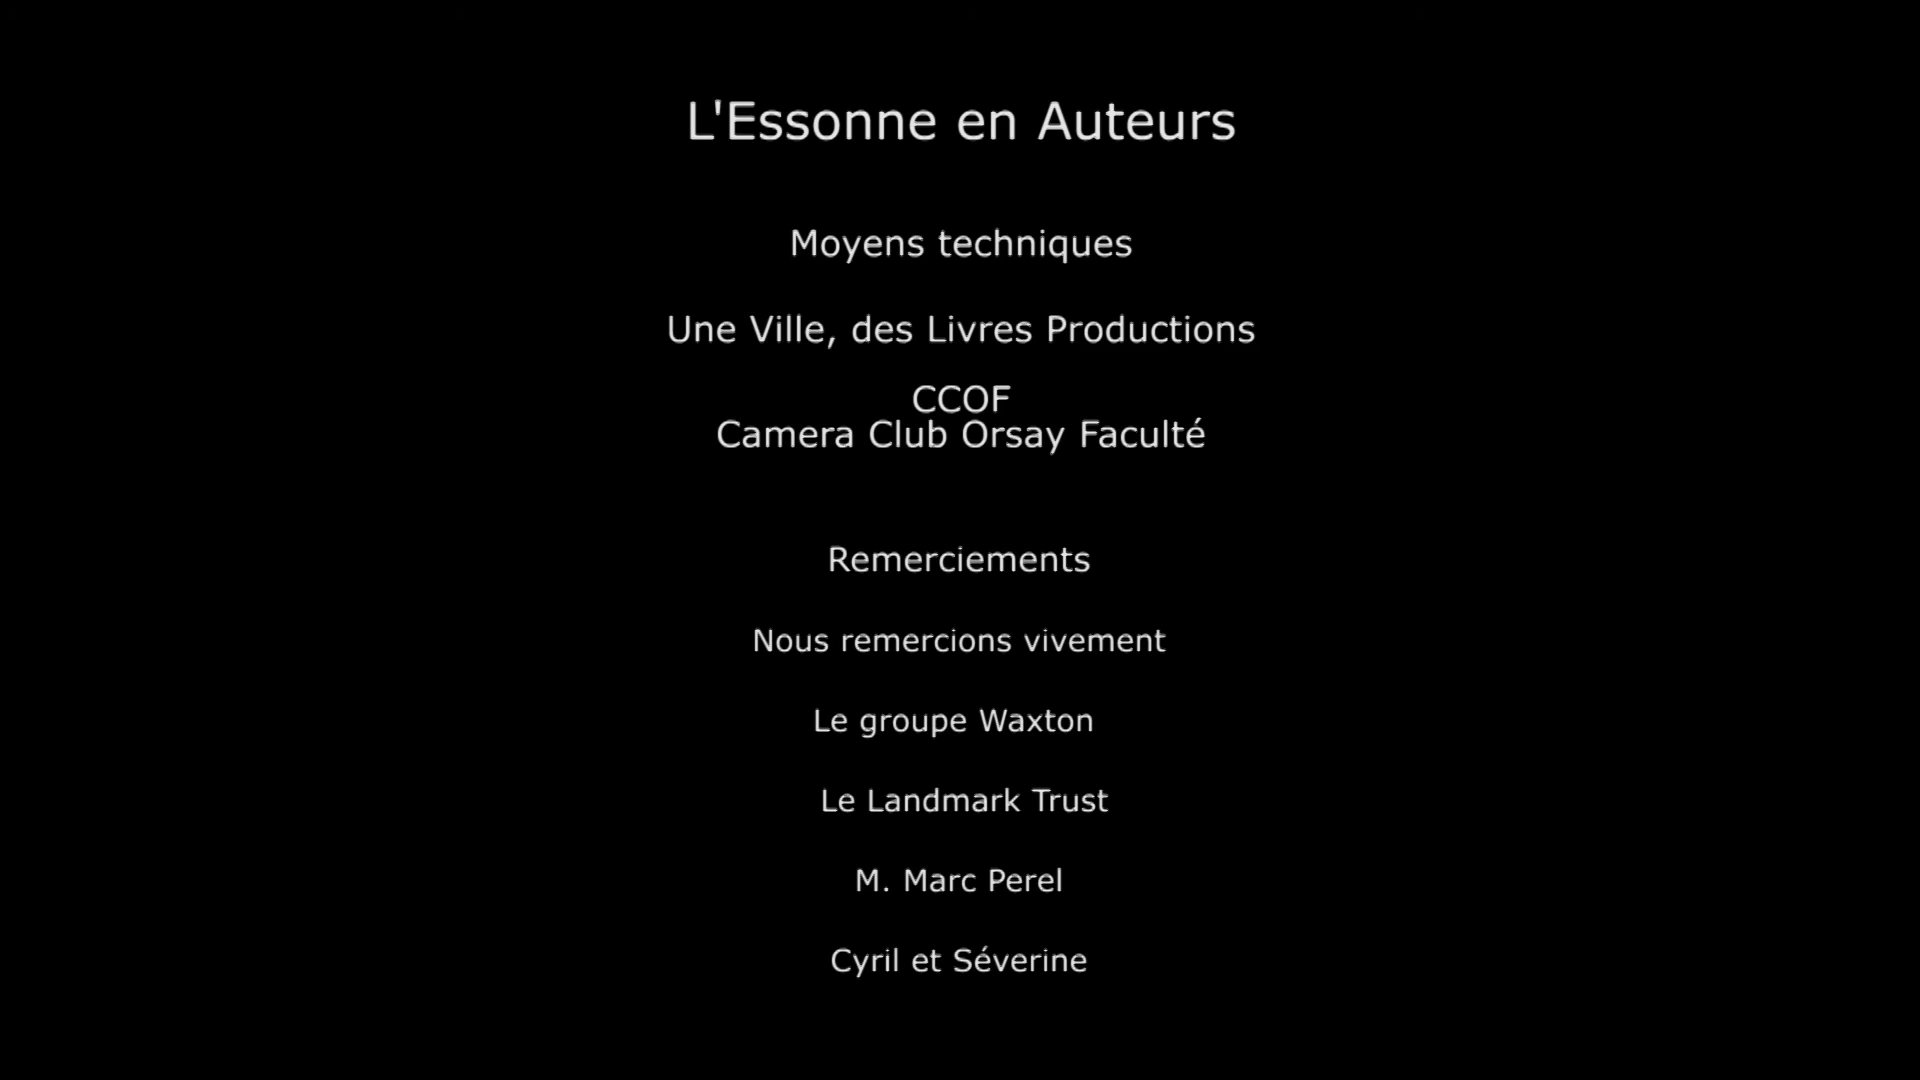 L'Essonne en Auteurs
Moyens techniques
Une Ville, des Livres Productions
CCOF
Camera Club Orsay Faculté
Remerciements
Nous remercions vivement
Le groupe Waxton
Le Landmark Trust
M. Marc Perel
Cyril et Séverine